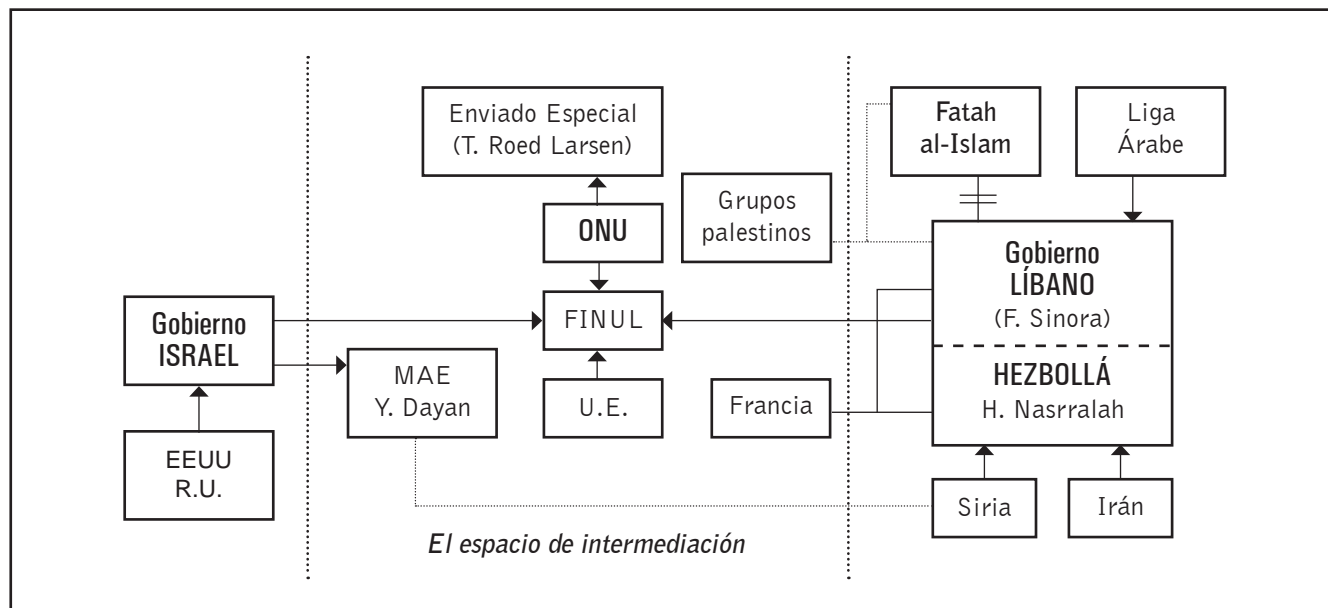 Gobierno
ISRAEL
EEUU
R.U.
Enviado Especial
(T. Roed Larsen)
ONU
FINUL
MAE
Y. Dayan
U.E.
Grupos
palestinos
Francia
El espacio de intermediación
Fatah
al-Islam
Liga
Árabe
Gobierno
LÍBANO
(F. Sinora)
HEZBOLLÁ
H. Nasrralah
Siria
Irán